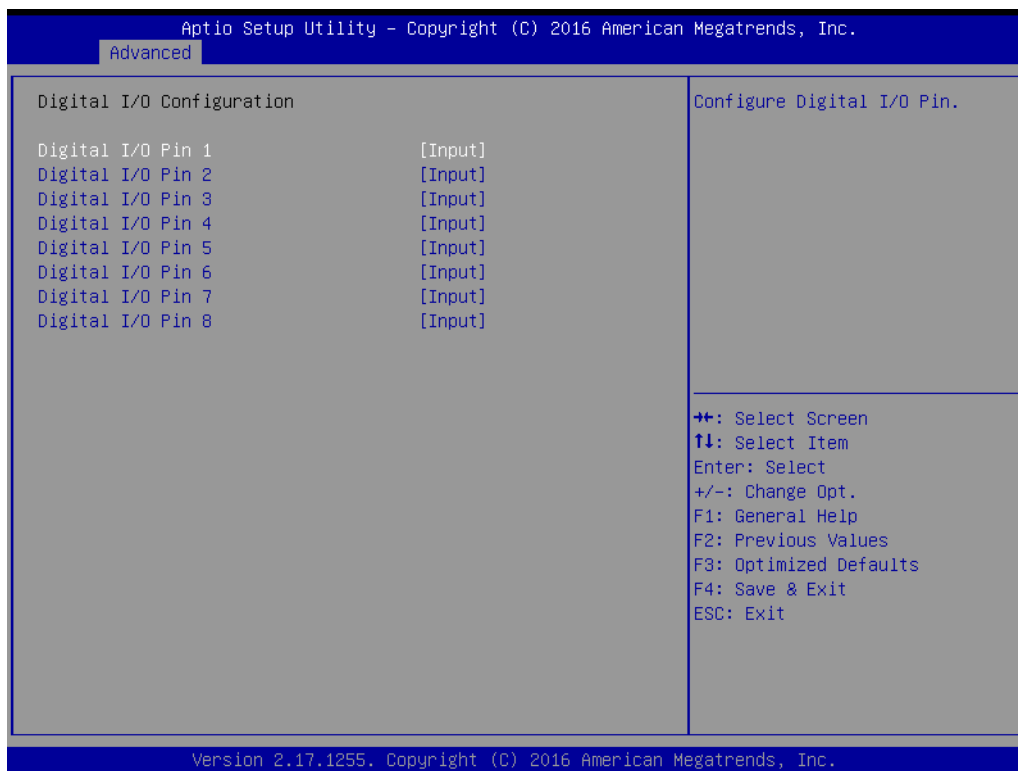 Aptio Setup Utility – Copyright (C) 2016 American Megatrends, Inc.
Advanced
Digital I/O Configuration
Digital I/O Pin 1 [Input]
Digital I/O Pin 2 [Input]
Digital I/O Pin 3 [Input]
Digital I/O Pin 4 [Input]
Digital I/O Pin 5 [Input]
Digital I/O Pin 6 [Input]
Digital I/O Pin 7 [Input]
Digital I/O Pin 8 [Input]
Configure Digital I/O Pin.
→←: Select Screen
↑↓: Select Item
Enter: Select
+/-: Change Opt.
F1: General Help
F2: Previous Values
F3: Optimized Defaults
F4: Save & Exit
ESC: Exit
Version 2.17.1255. Copyright (C) 2016 American Megatrends, Inc.